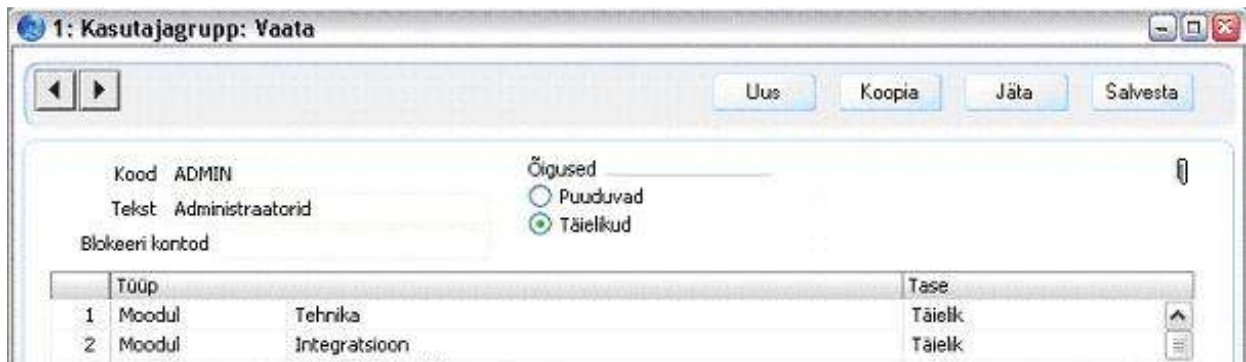 1: Kasutajagrupp: Vaata
Uus Koopia Jäta Salvesta
Kood ADMIN
Tekst Administraatorid
Blokeeri kontod
Õigused
Puuduvad
Täielikud
Tüüp Tase
1 Moodul Tehnika Täielik
2 Moodul Integratsioon Täielik